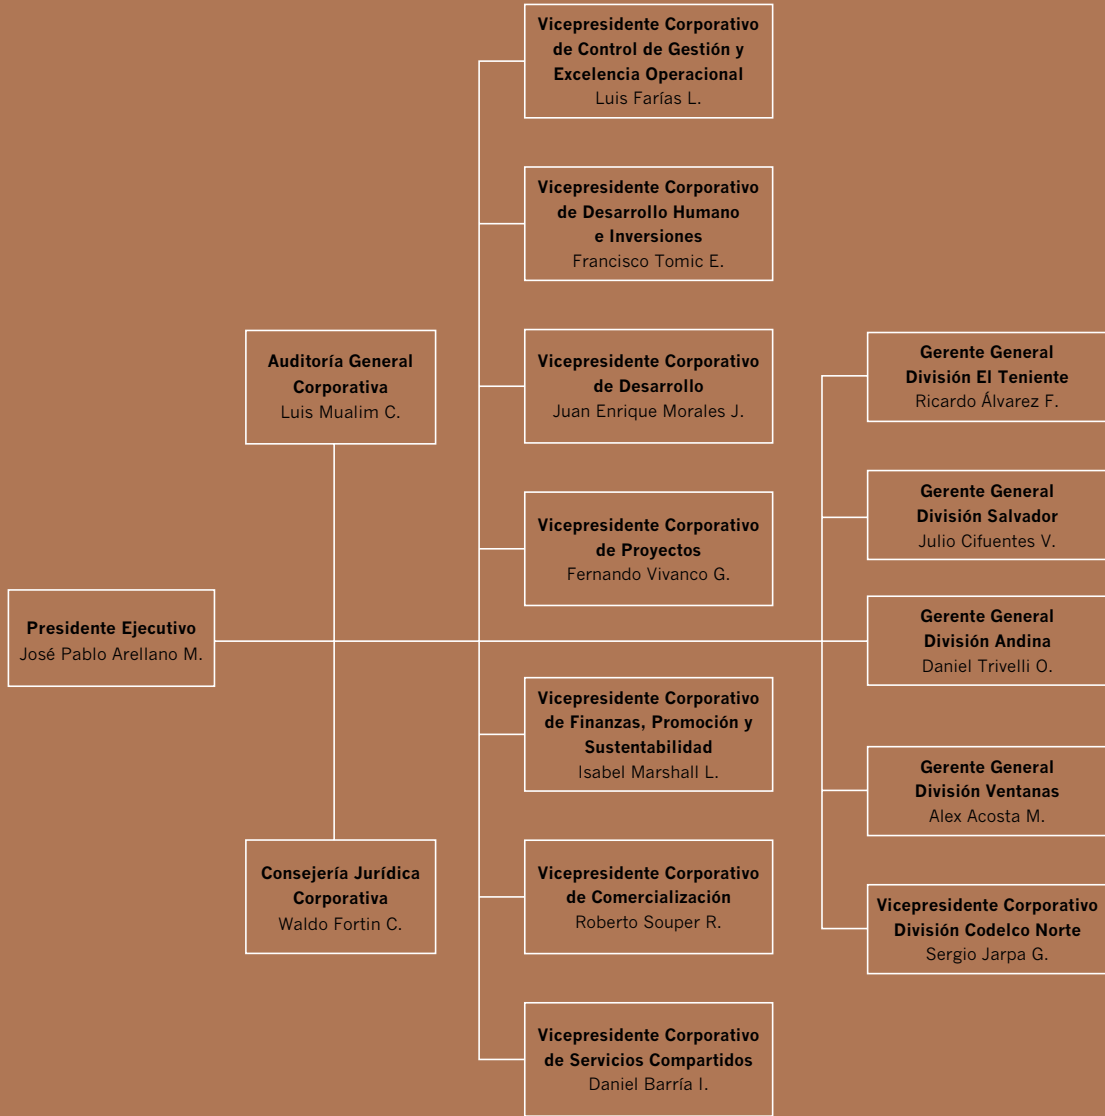 Presidente Ejecutivo
José Pablo Arellano M.
Auditoría General
Corporativa
Luis Mualim C.
Consejería Jurídica
Corporativa
Waldo Fortin C.
Vicepresidente Corporativo
de Control de Gestión y
Excelencia Operacional
Luis Farías L.
Vicepresidente Corporativo
de Desarrollo Humano
e Inversiones
Francisco Tomic E.
Vicepresidente Corporativo
de Desarrollo
Juan Enrique Morales J.
Vicepresidente Corporativo
de Proyectos
Fernando Vivanco G.
Vicepresidente Corporativo
de Finanzas, Promoción y
Sustentabilidad
Isabel Marshall L.
Vicepresidente Corporativo
de Comercialización
Roberto Souper R.
Vicepresidente Corporativo
de Servicios Compartidos
Daniel Barría I.
Gerente General
División El Teniente
Ricardo Álvarez F.
Gerente General
División Salvador
Julio Cifuentes V.
Gerente General
División Andina
Daniel Trivelli O.
Gerente General
División Ventanas
Alex Acosta M.
Vicepresidente Corporativo
División Codelco Norte
Sergio Jarpa G.